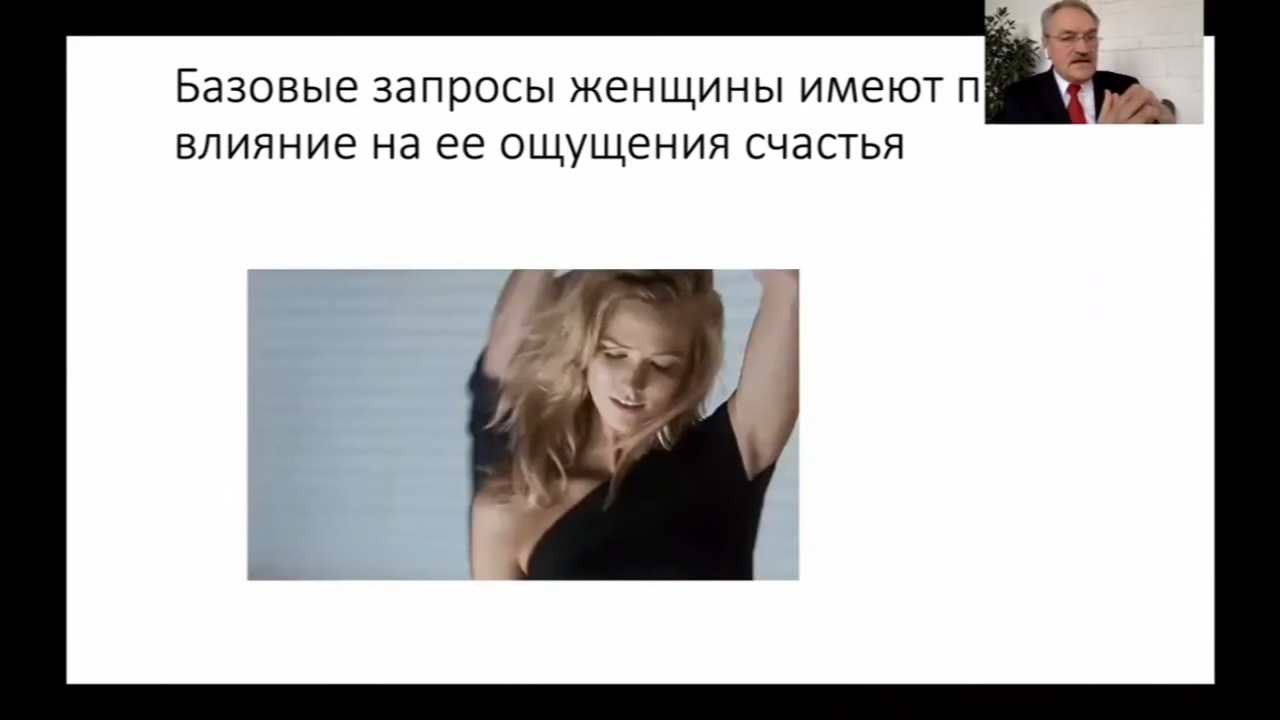 Базовые запросы женщины имеют
влияние на ее ощущения счастья